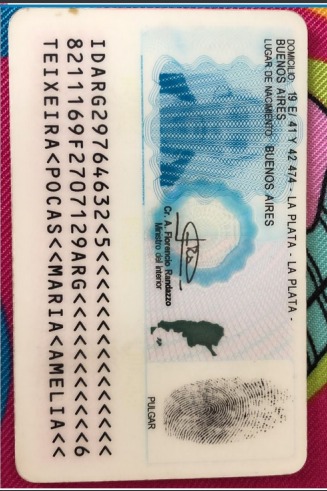 DOMICILIO: 19 E/ 41 Y 42 474 - LA PLATA - LA PLATA -
BUENOS AIRES
LUGAR DE NACIMIENTO: BUENOS AIRES
Cr. A. Florencio Randazzo
Ministro del Interior
PULGAR
IDARG29764632<5<<<<<<<<<<<<<<<
8211169F2707129ARG<<<<<<<<<<<6
TEIXEIRA<POCAS<<MARIA<AMELIA<<